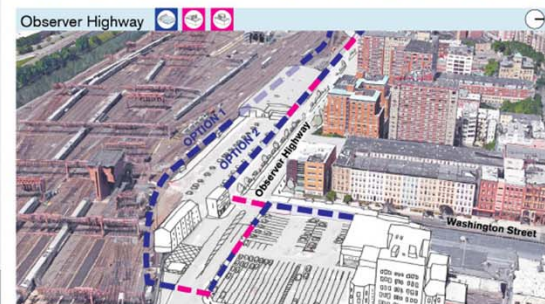 Observer Highway
OPTION 1
OPTION 2
Observer Highway
Washington Street